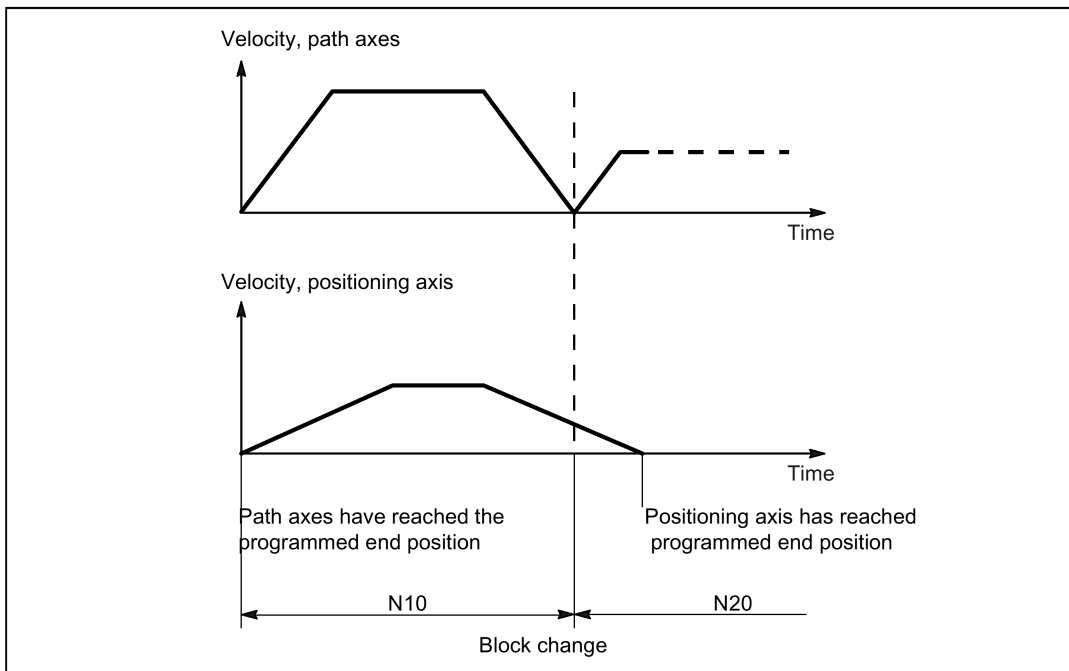 Velocity, path axes
Time
Velocity, positioning axis
Time
Path axes have reached the
programmed end position
Positioning axis has reached
programmed end position
N10
N20
Block change